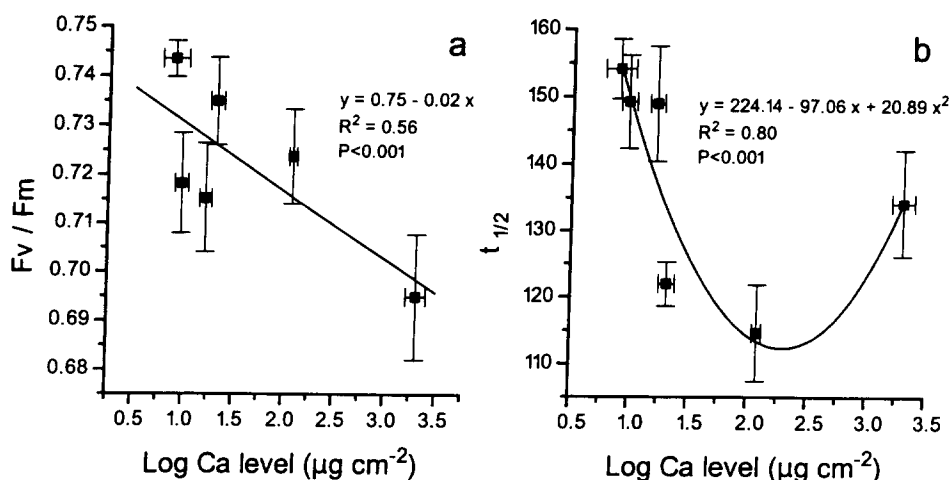 a
y = 0.75 - 0.02 x
R² = 0.56
P<0.001
Fv / Fm
0.75
0.74
0.73
0.72
0.71
0.70
0.69
0.68
0.5 1.0 1.5 2.0 2.5 3.0 3.5
Log Ca level (μg cm⁻²)
b
y = 224.14 - 97.06 x + 20.89 x²
R² = 0.80
P<0.001
t 1/2
160
150
140
130
120
110
0.5 1.0 1.5 2.0 2.5 3.0 3.5
Log Ca level (μg cm⁻²)